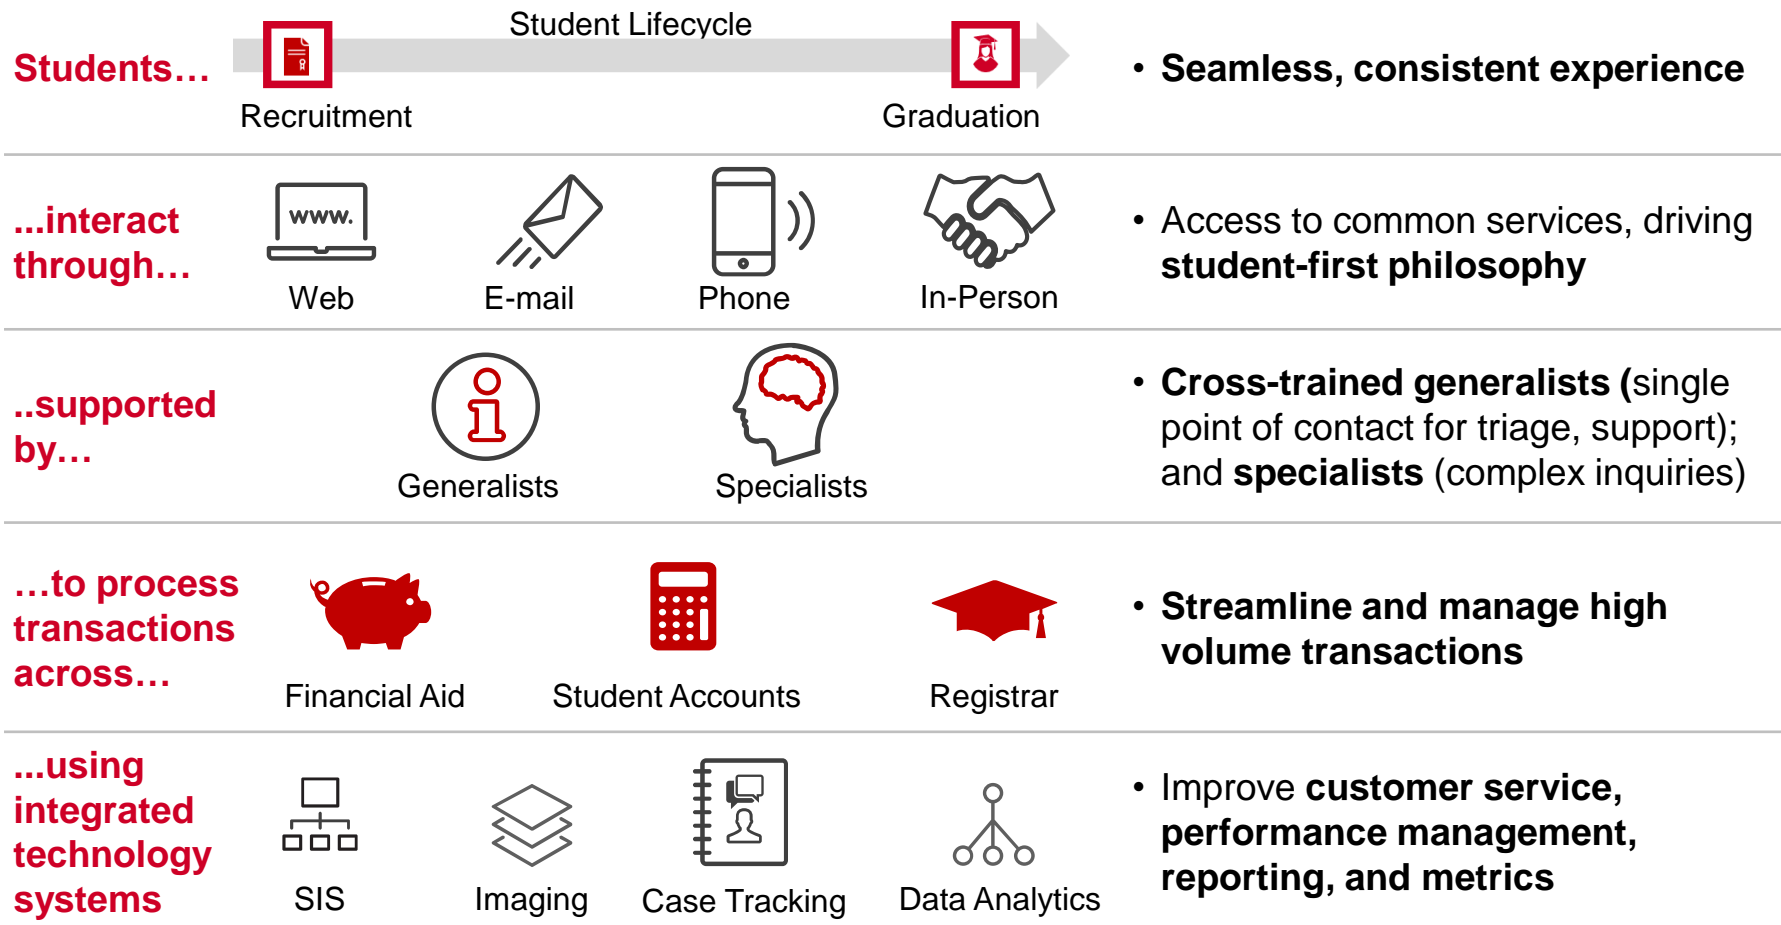 Student Lifecycle
Students…
Recruitment
Graduation
• Seamless, consistent experience
...interact
through…
www.
Web
E-mail
Phone
In-Person
• Access to common services, driving
student-first philosophy
..supported
by…
Generalists
Specialists
• Cross-trained generalists (single
point of contact for triage, support);
and specialists (complex inquiries)
…to process
transactions
across…
Financial Aid
Student Accounts
Registrar
• Streamline and manage high
volume transactions
...using
integrated
technology
systems
SIS
Imaging
Case Tracking
Data Analytics
• Improve customer service,
performance management,
reporting, and metrics